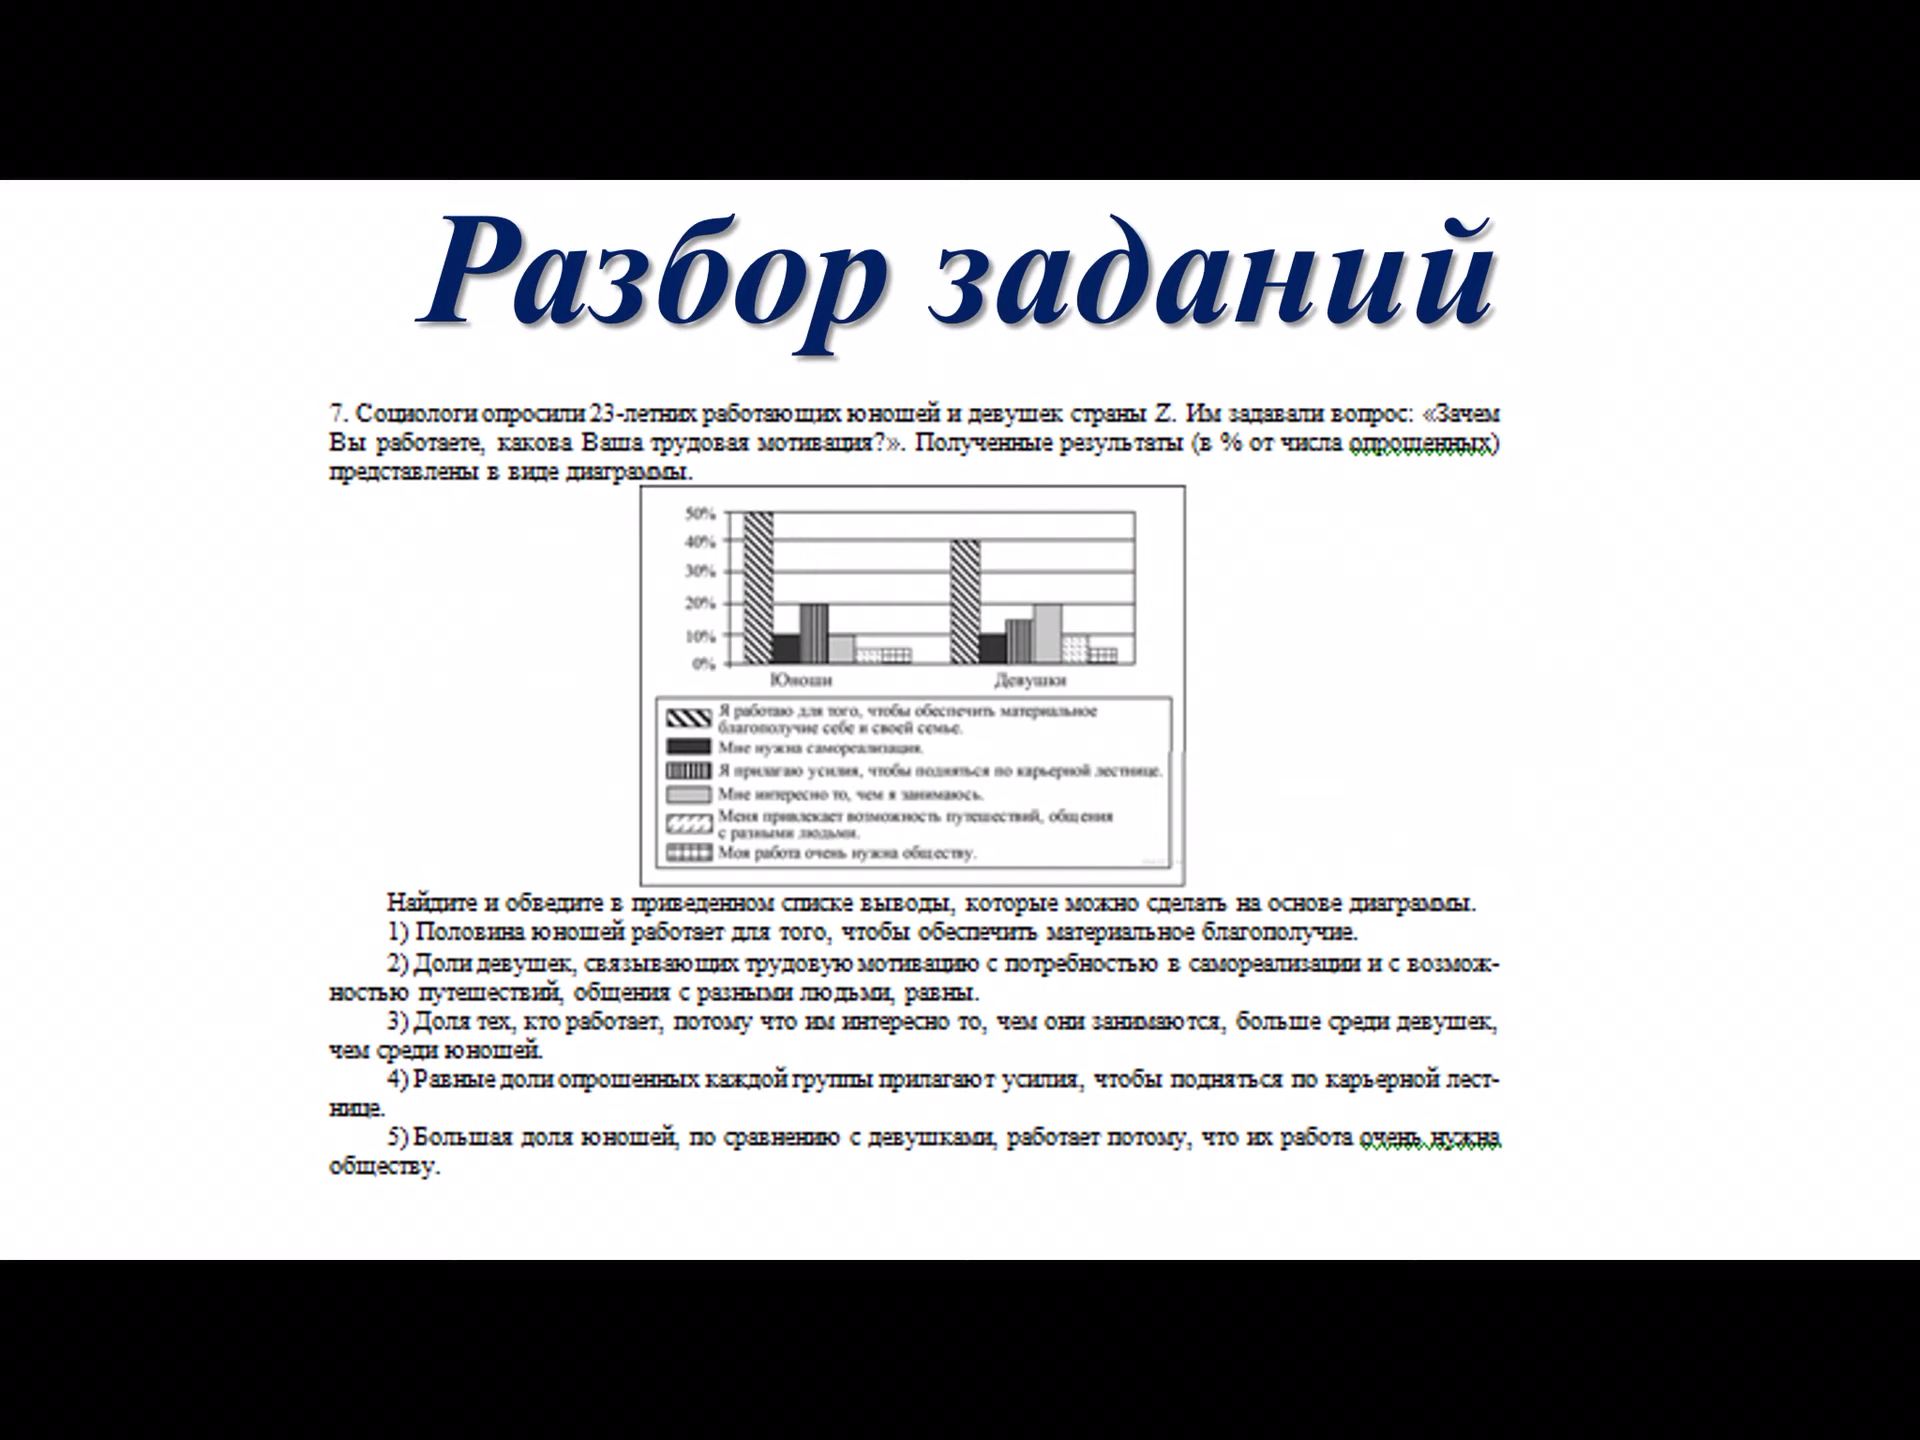 Разбор заданий
7. Социологи опросили 23-летних работающих юношей и девушек страны Z. Им задавали вопрос: «Зачем
Вы работаете, какова Ваша трудовая мотивация?». Полученные результаты (в % от числа опрошенных)
представлены в виде диаграммы.
50%
40%
30%
20%
10%
0%
Юноши Девушки
Я работаю для того, чтобы обеспечить материальное
благополучие себе и своей семье.
Мне нужна самореализация.
Я прилагаю усилия, чтобы подняться по карьерной лестнице.
Мне интересно то, чем я занимаюсь.
Меня привлекает возможность путешествий, общения
с разными людьми.
Моя работа очень нужна обществу.
Найдите и обведите в приведенном списке выводы, которые можно сделать на основе диаграммы.
1) Половина юношей работает для того, чтобы обеспечить материальное благополучие.
2) Доли девушек, связывающих трудовую мотивацию с потребностью в самореализации и с возмож-
ностью путешествий, общения с разными людьми, равны.
3) Доля тех, кто работает, потому что им интересно то, чем они занимаются, больше среди девушек,
чем среди юношей.
4) Равные доли опрошенных каждой группы прилагают усилия, чтобы подняться по карьерной лест-
нице.
5) Большая доля юношей, по сравнению с девушками, работает потому, что их работа очень нужна
обществу.